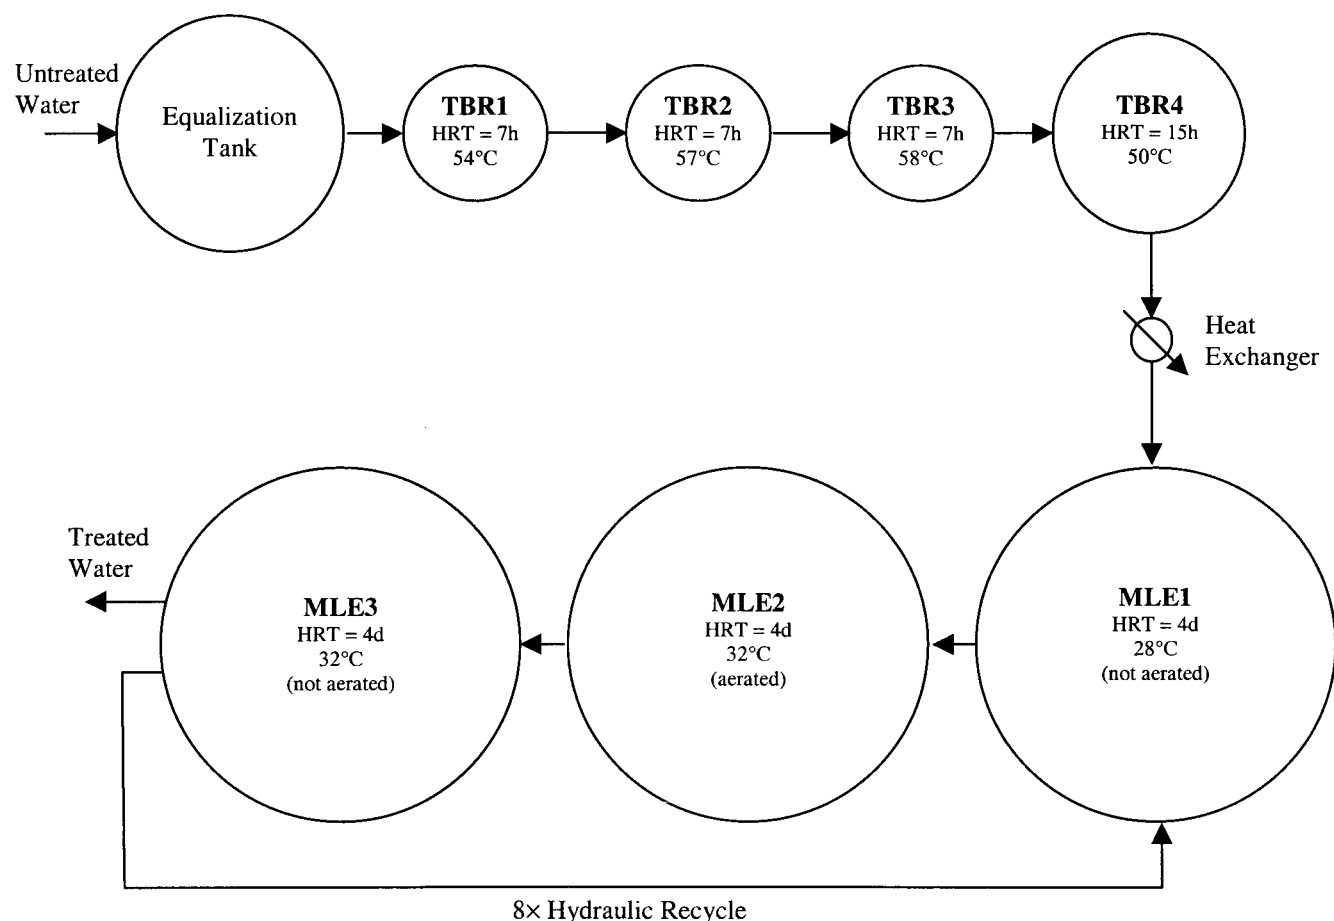 Untreated
Water
Equalization
Tank
TBR1
HRT = 7h
54°C
TBR2
HRT = 7h
57°C
TBR3
HRT = 7h
58°C
TBR4
HRT = 15h
50°C
Heat
Exchanger
Treated
Water
MLE3
HRT = 4d
32°C
(not aerated)
MLE2
HRT = 4d
32°C
(aerated)
MLE1
HRT = 4d
28°C
(not aerated)
8× Hydraulic Recycle